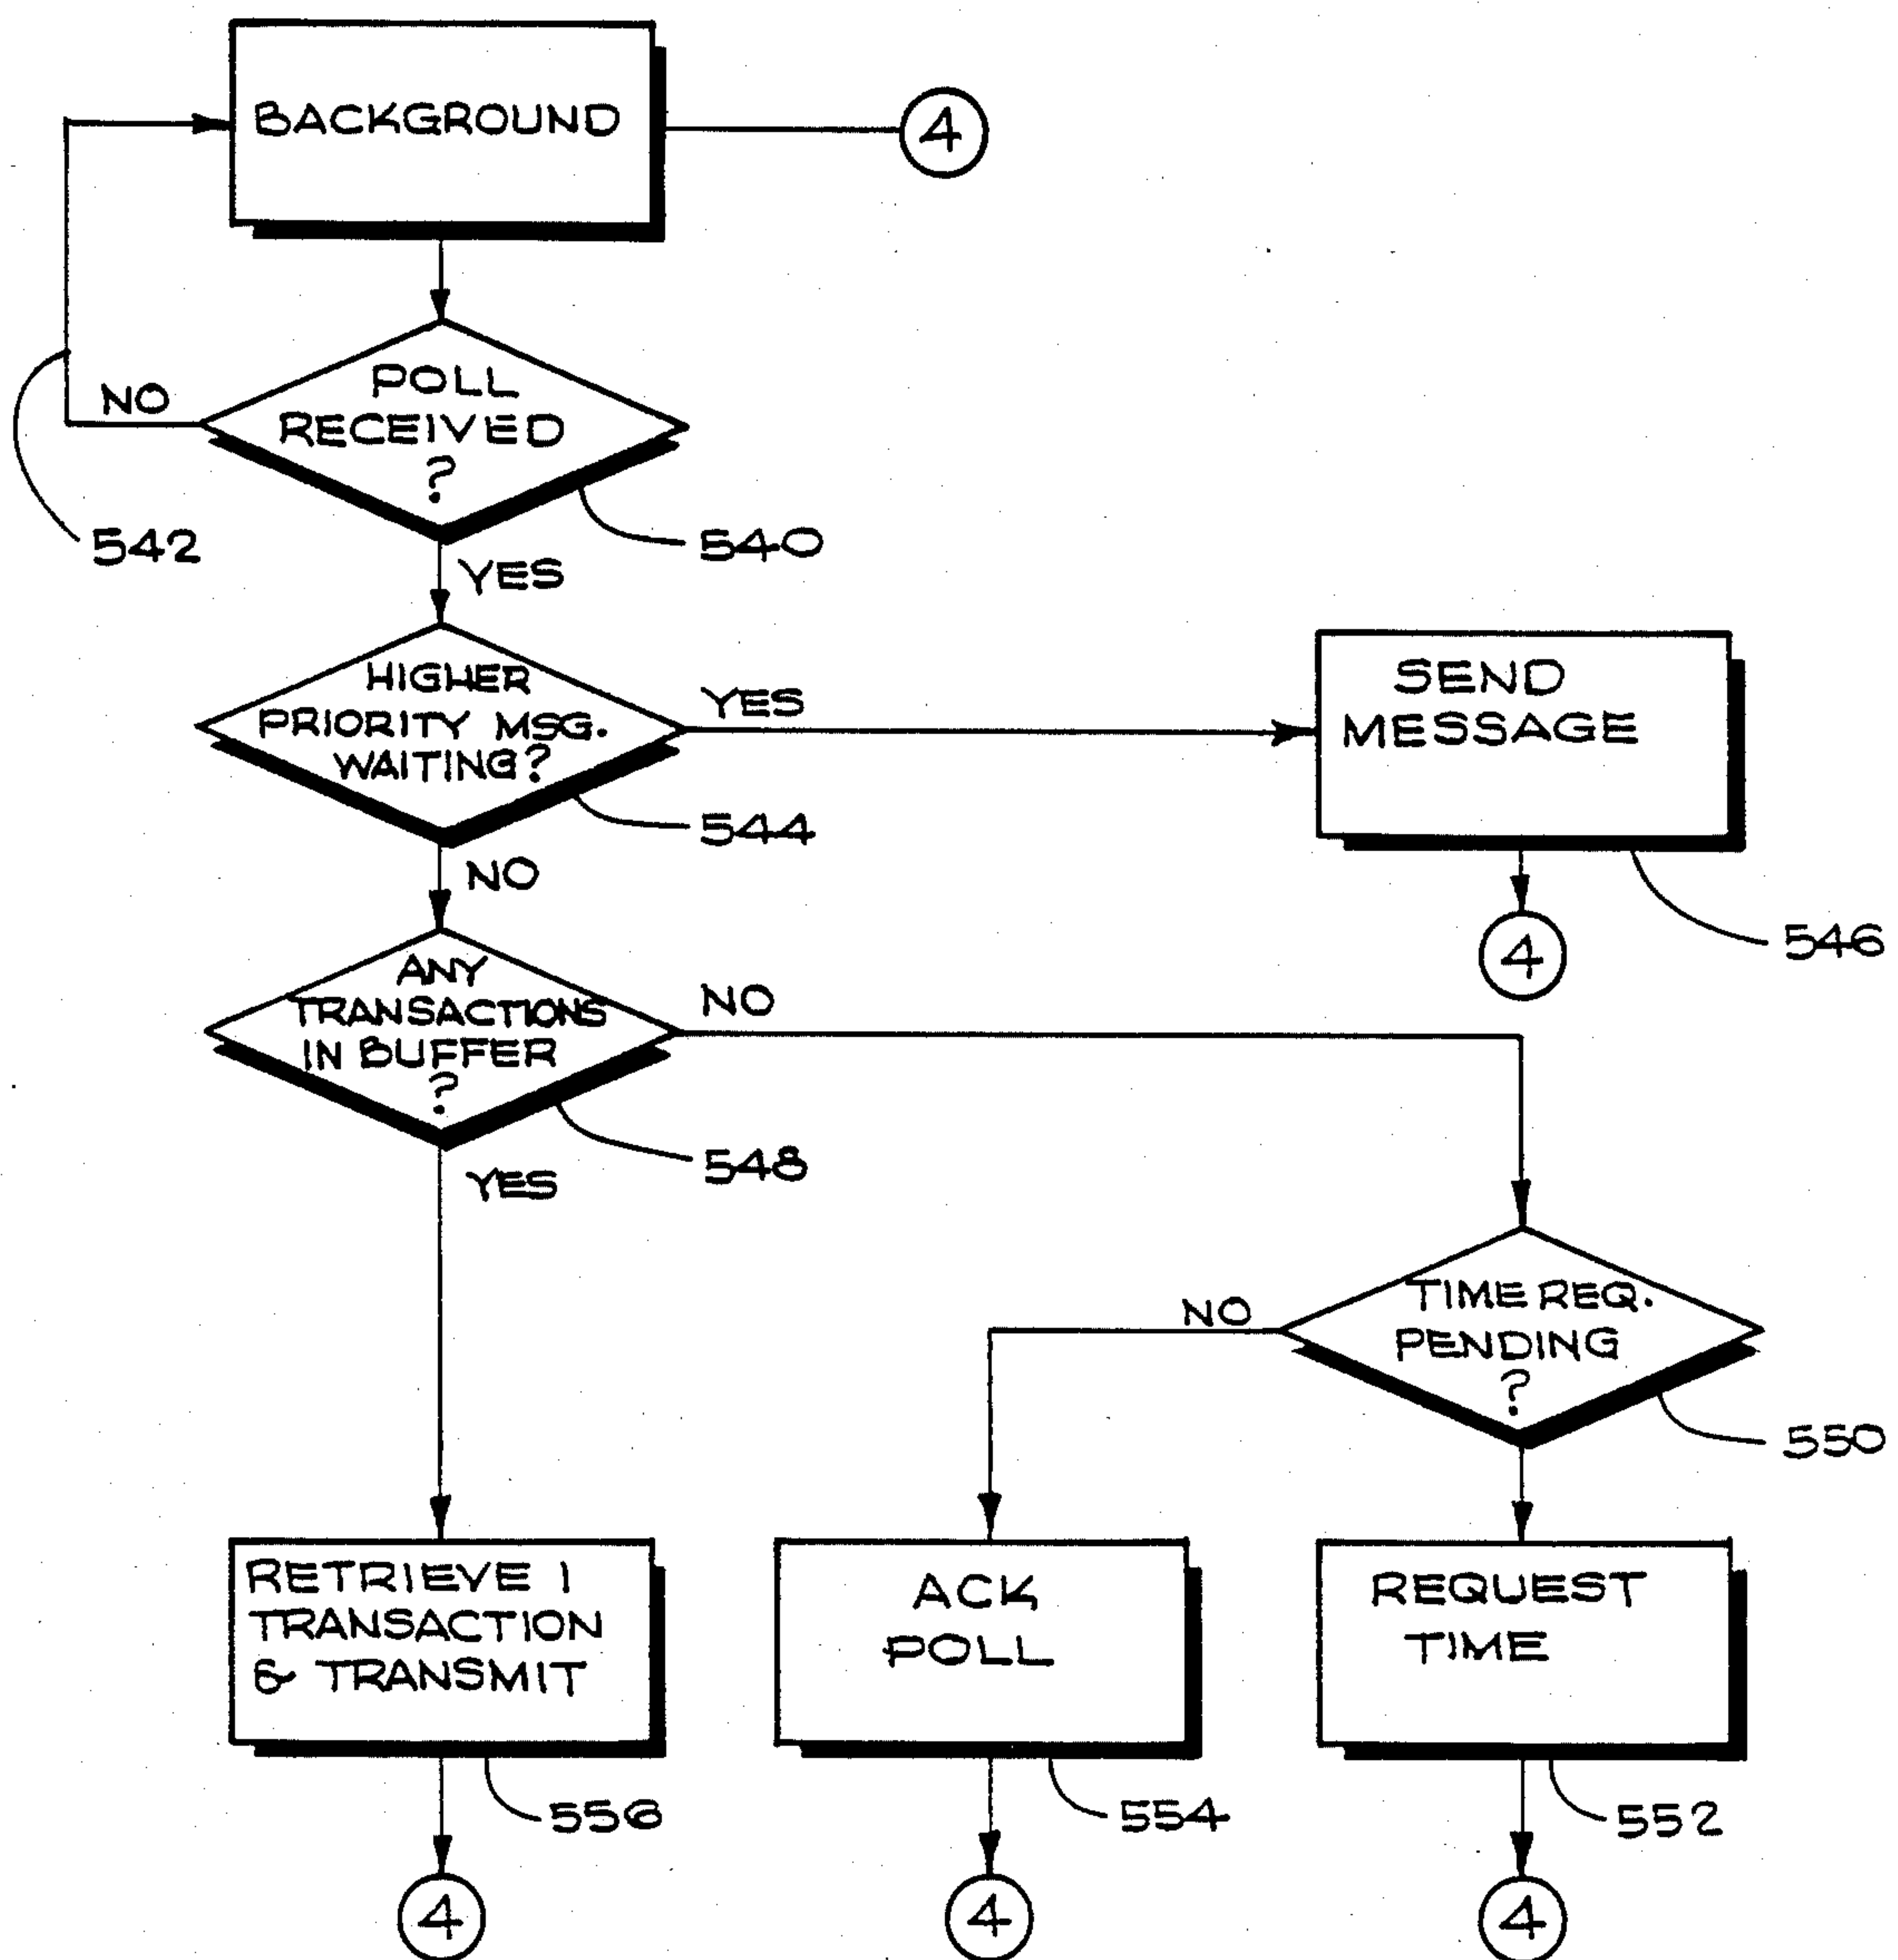 BACKGROUND
4
POLL
RECEIVED
?
NO
542
540
YES
HIGHER
PRIORITY MSG.
WAITING?
YES
SEND
MESSAGE
544
546
4
NO
ANY
TRANSACTIONS
IN BUFFER
?
NO
548
YES
TIME REQ.
PENDING
?
NO
550
RETRIEVE 1
TRANSACTION
& TRANSMIT
ACK
POLL
REQUEST
TIME
556
554
552
4
4
4